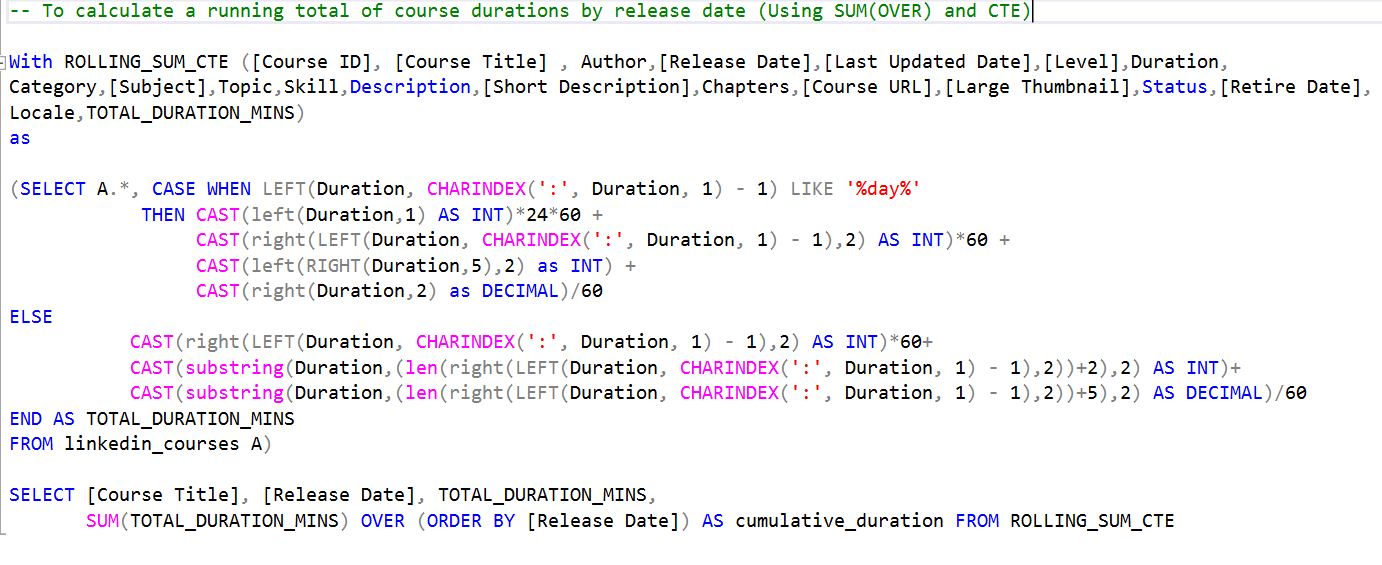 -- To calculate a running total of course durations by release date (Using SUM(OVER) and CTE)
With ROLLING_SUM_CTE ([Course ID], [Course Title] , Author,[Release Date],[Last Updated Date],[Level],Duration,
Category,[Subject],Topic,Skill,Description,[Short Description],Chapters,[Course URL],[Large Thumbnail],Status,[Retire Date],
Locale,TOTAL_DURATION_MINS)
as
(SELECT A.*, CASE WHEN LEFT(Duration, CHARINDEX(':', Duration, 1) - 1) LIKE '%day%'
THEN CAST(left(Duration,1) AS INT)*24*60 +
CAST(right(LEFT(Duration, CHARINDEX(':', Duration, 1) - 1),2) AS INT)*60 +
CAST(left(RIGHT(Duration,5),2) as INT) +
CAST(right(Duration,2) as DECIMAL)/60
ELSE
CAST(right(LEFT(Duration, CHARINDEX(':', Duration, 1) - 1),2) AS INT)*60+
CAST(substring(Duration,(len(right(LEFT(Duration, CHARINDEX(':', Duration, 1) - 1),2))+2),2) AS INT)+
CAST(substring(Duration,(len(right(LEFT(Duration, CHARINDEX(':', Duration, 1) - 1),2))+5),2) AS DECIMAL)/60
END AS TOTAL_DURATION_MINS
FROM linkedin_courses A)
SELECT [Course Title], [Release Date], TOTAL_DURATION_MINS,
SUM(TOTAL_DURATION_MINS) OVER (ORDER BY [Release Date]) AS cumulative_duration FROM ROLLING_SUM_CTE